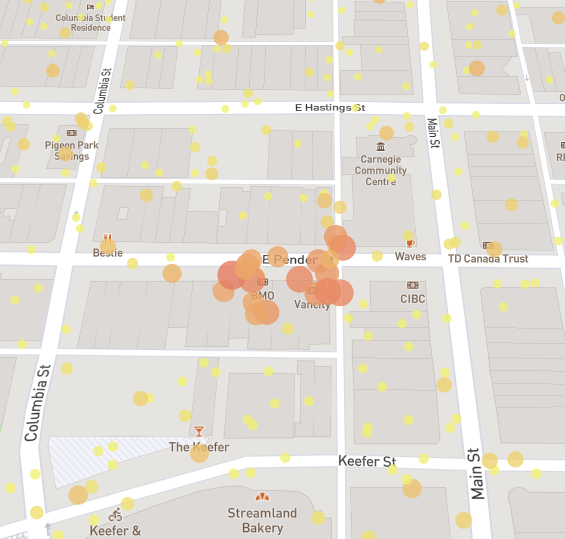 Columbia Student
Residence
Columbia St
E Hastings St
Main St
Pigeon Park
Savings
Carnegie
Community
Centre
Bestie
E Pender St
Waves
TD Canada Trust
BMO
Vancity
CIBC
Columbia St
The Keefer
Keefer St
Main St
Streamland
Bakery
Keefer &